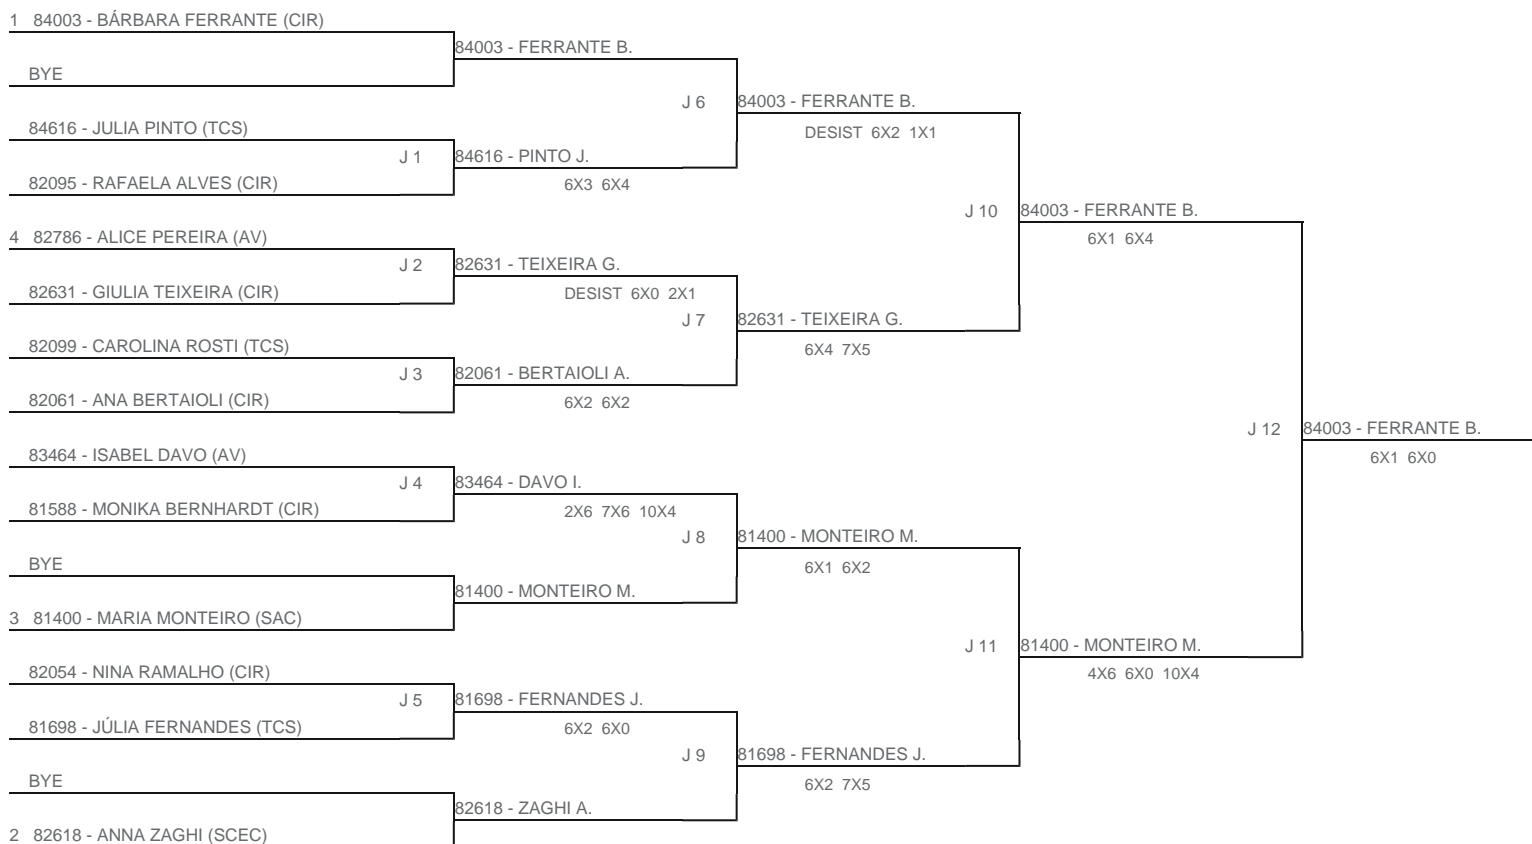 1 84003 - BÁRBARA FERRANTE (CIR)
84003 - FERRANTE B.
BYE
J 6
84003 - FERRANTE B.
DESIST 6X2 1X1
84616 - JULIA PINTO (TCS)
J 1
84616 - PINTO J.
6X3 6X4
82095 - RAFAELA ALVES (CIR)
J 10
84003 - FERRANTE B.
6X1 6X4
4 82786 - ALICE PEREIRA (AV)
J 2
82631 - TEIXEIRA G.
DESIST 6X0 2X1
82631 - GIULIA TEIXEIRA (CIR)
J 7
82631 - TEIXEIRA G.
6X4 7X5
82099 - CAROLINA ROSTI (TCS)
J 3
82061 - BERTAIOLI A.
6X2 6X2
82061 - ANA BERTAIOLI (CIR)
J 12
84003 - FERRANTE B.
6X1 6X0
83464 - ISABEL DAVO (AV)
J 4
83464 - DAVO I.
2X6 7X6 10X4
81588 - MONIKA BERNHARDT (CIR)
J 8
81400 - MONTEIRO M.
6X1 6X2
BYE
81400 - MONTEIRO M.
3 81400 - MARIA MONTEIRO (SAC)
J 11
81400 - MONTEIRO M.
4X6 6X0 10X4
82054 - NINA RAMALHO (CIR)
J 5
81698 - FERNANDES J.
6X2 6X0
81698 - JÚLIA FERNANDES (TCS)
J 9
81698 - FERNANDES J.
6X2 7X5
BYE
82618 - ZAGHI A.
2 82618 - ANNA ZAGHI (SCEC)